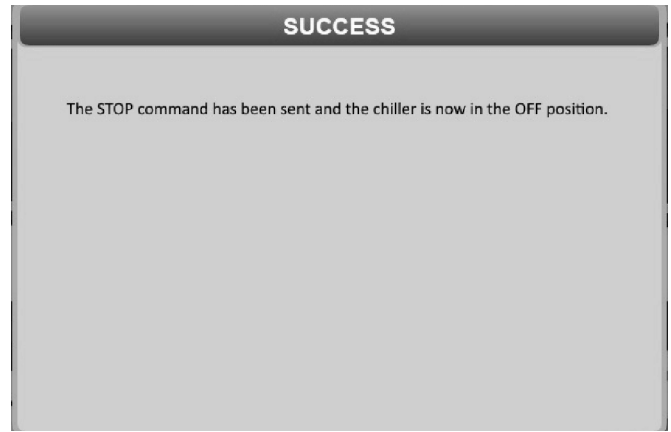 SUCCESS
The STOP command has been sent and the chiller is now in the OFF position.